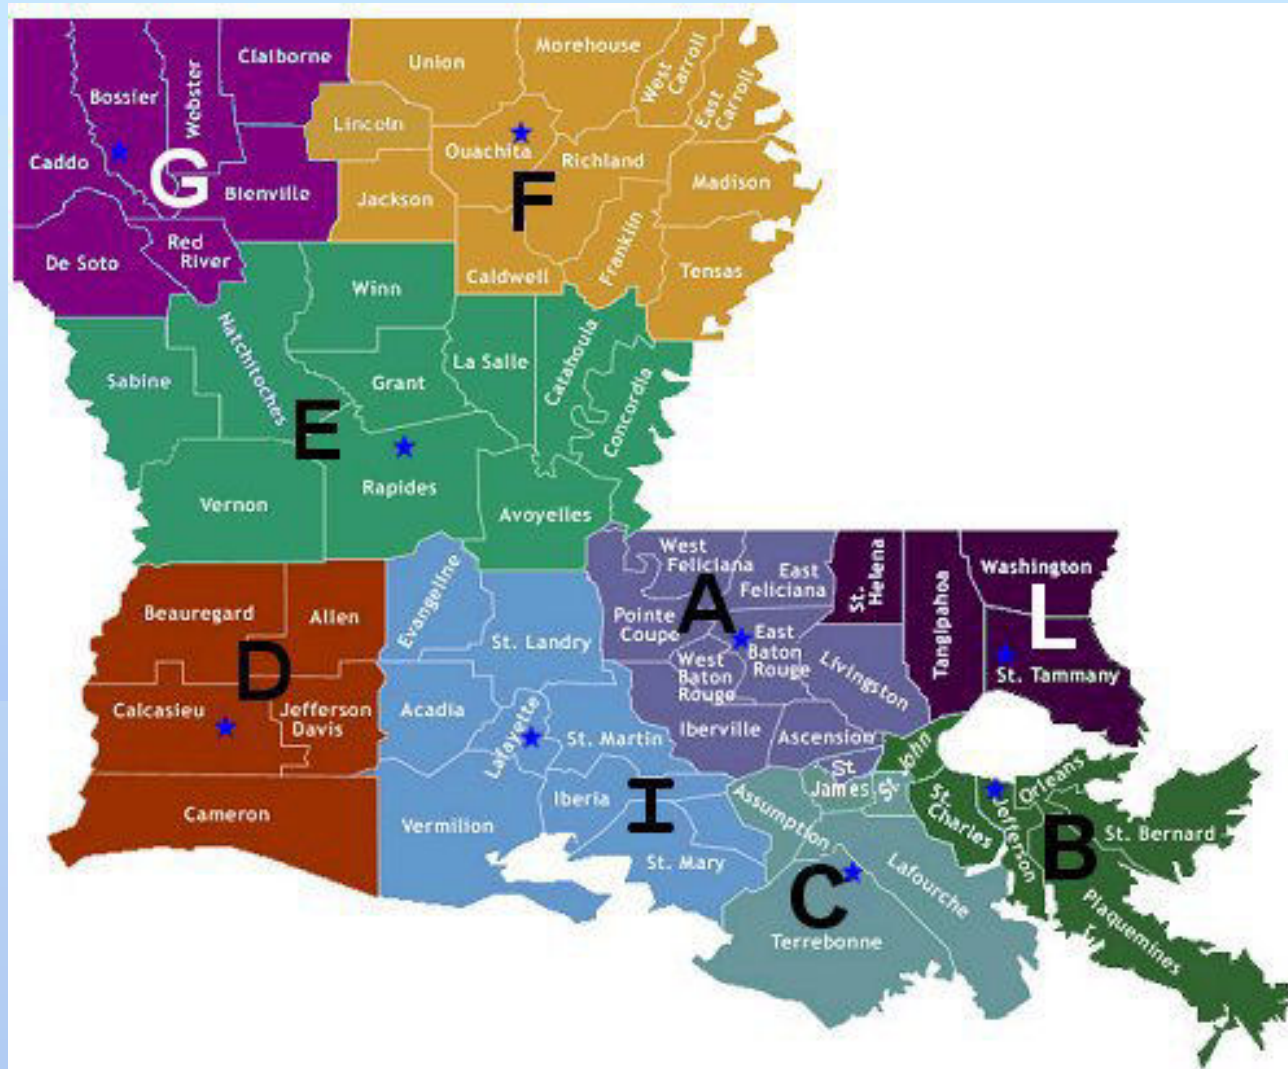 Claiborne
Union
Morehouse
West
Carroll
East
Carroll
Bossier
Webster
Lincoln
Caddo
G
Bienville
Ouachita
Richland
Madison
Jackson
F
Franklin
De Soto
Red
River
Caldwell
Tensas
Winn
Natchitoches
Sabine
Grant
La Salle
Catahoula
Concordia
E
Rapides
Vernon
Avoyelles
West
Feliciana
East
Feliciana
St.
Helena
Tangipahoa
Washington
Beauregard
Allen
Evangeline
St. Landry
Pointe
Coupe
A
East
Baton
Rouge
West
Baton
Rouge
Livingston
L
St. Tammany
D
Calcasieu
Jefferson
Davis
Acadia
Lafayette
St. Martin
Iberville
Ascension
St
James
St
John
Cameron
Vermilion
Iberia
I
St. Mary
Assumption
St.
Charles
Jefferson
Orleans
B
St. Bernard
C
Lafourche
Terrebonne
Plaquemines